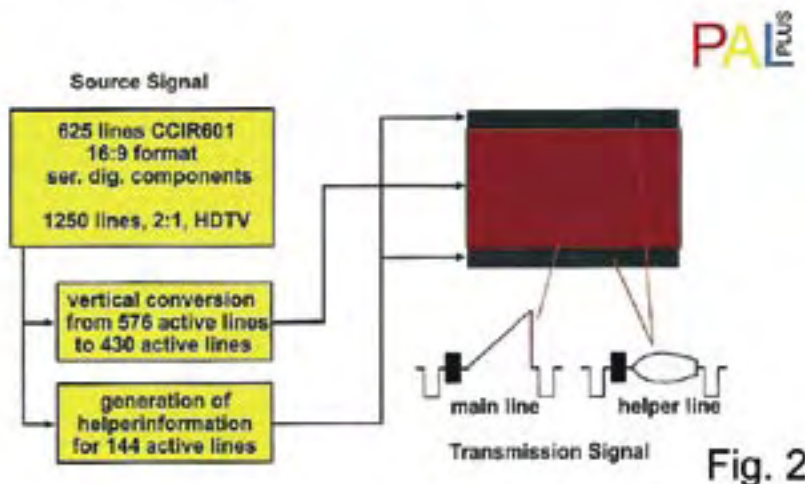 PALPLUS
Source Signal
625 lines CCIR601
16:9 format
ser. dig. components
1250 lines, 2:1, HDTV
vertical conversion
from 576 active lines
to 430 active lines
generation of
helperinformation
for 144 active lines
main line
helper line
Transmission Signal
Fig. 2